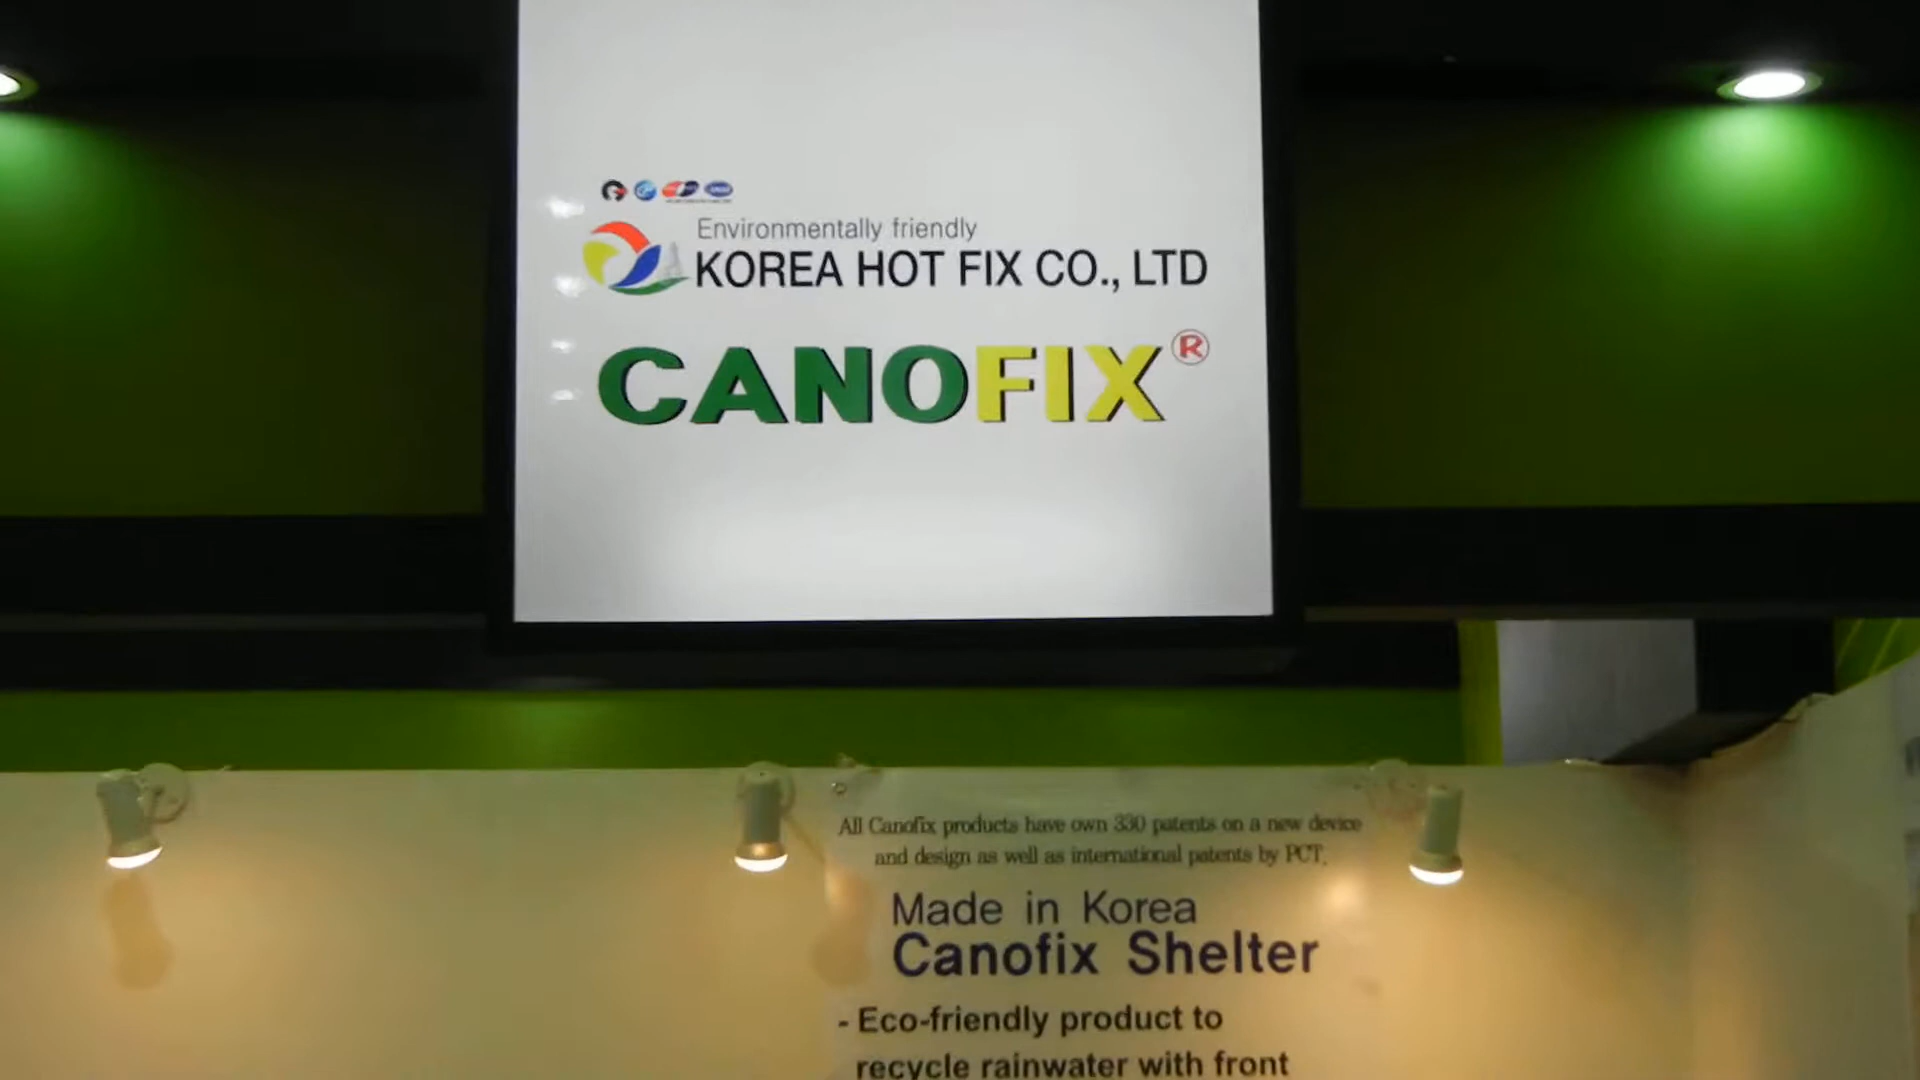 Environmentally friendly
KOREA HOT FIX CO., LTD
CANOFIX®
All Canofix products have own 330 patents on a new device
and design as well as international patents by PCT.
Made in Korea
Canofix Shelter
- Eco-friendly product to
recycle rainwater with front